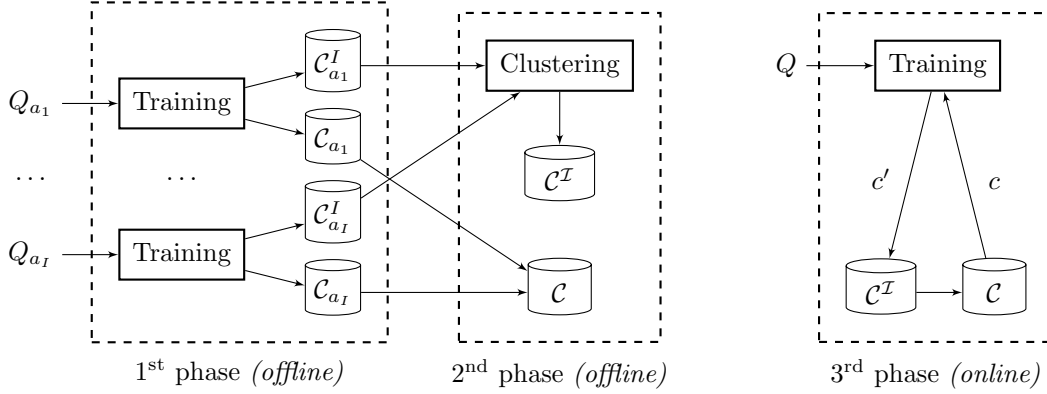 Q_{a_1}
Training
𝒞^I_{a_1}
𝒞_{a_1}
...
...
Q_{a_I}
Training
𝒞^I_{a_I}
𝒞_{a_I}
1st phase (offline)
Clustering
𝒞^ℐ
𝒞
2nd phase (offline)
Q
Training
c′
c
𝒞^ℐ
𝒞
3rd phase (online)